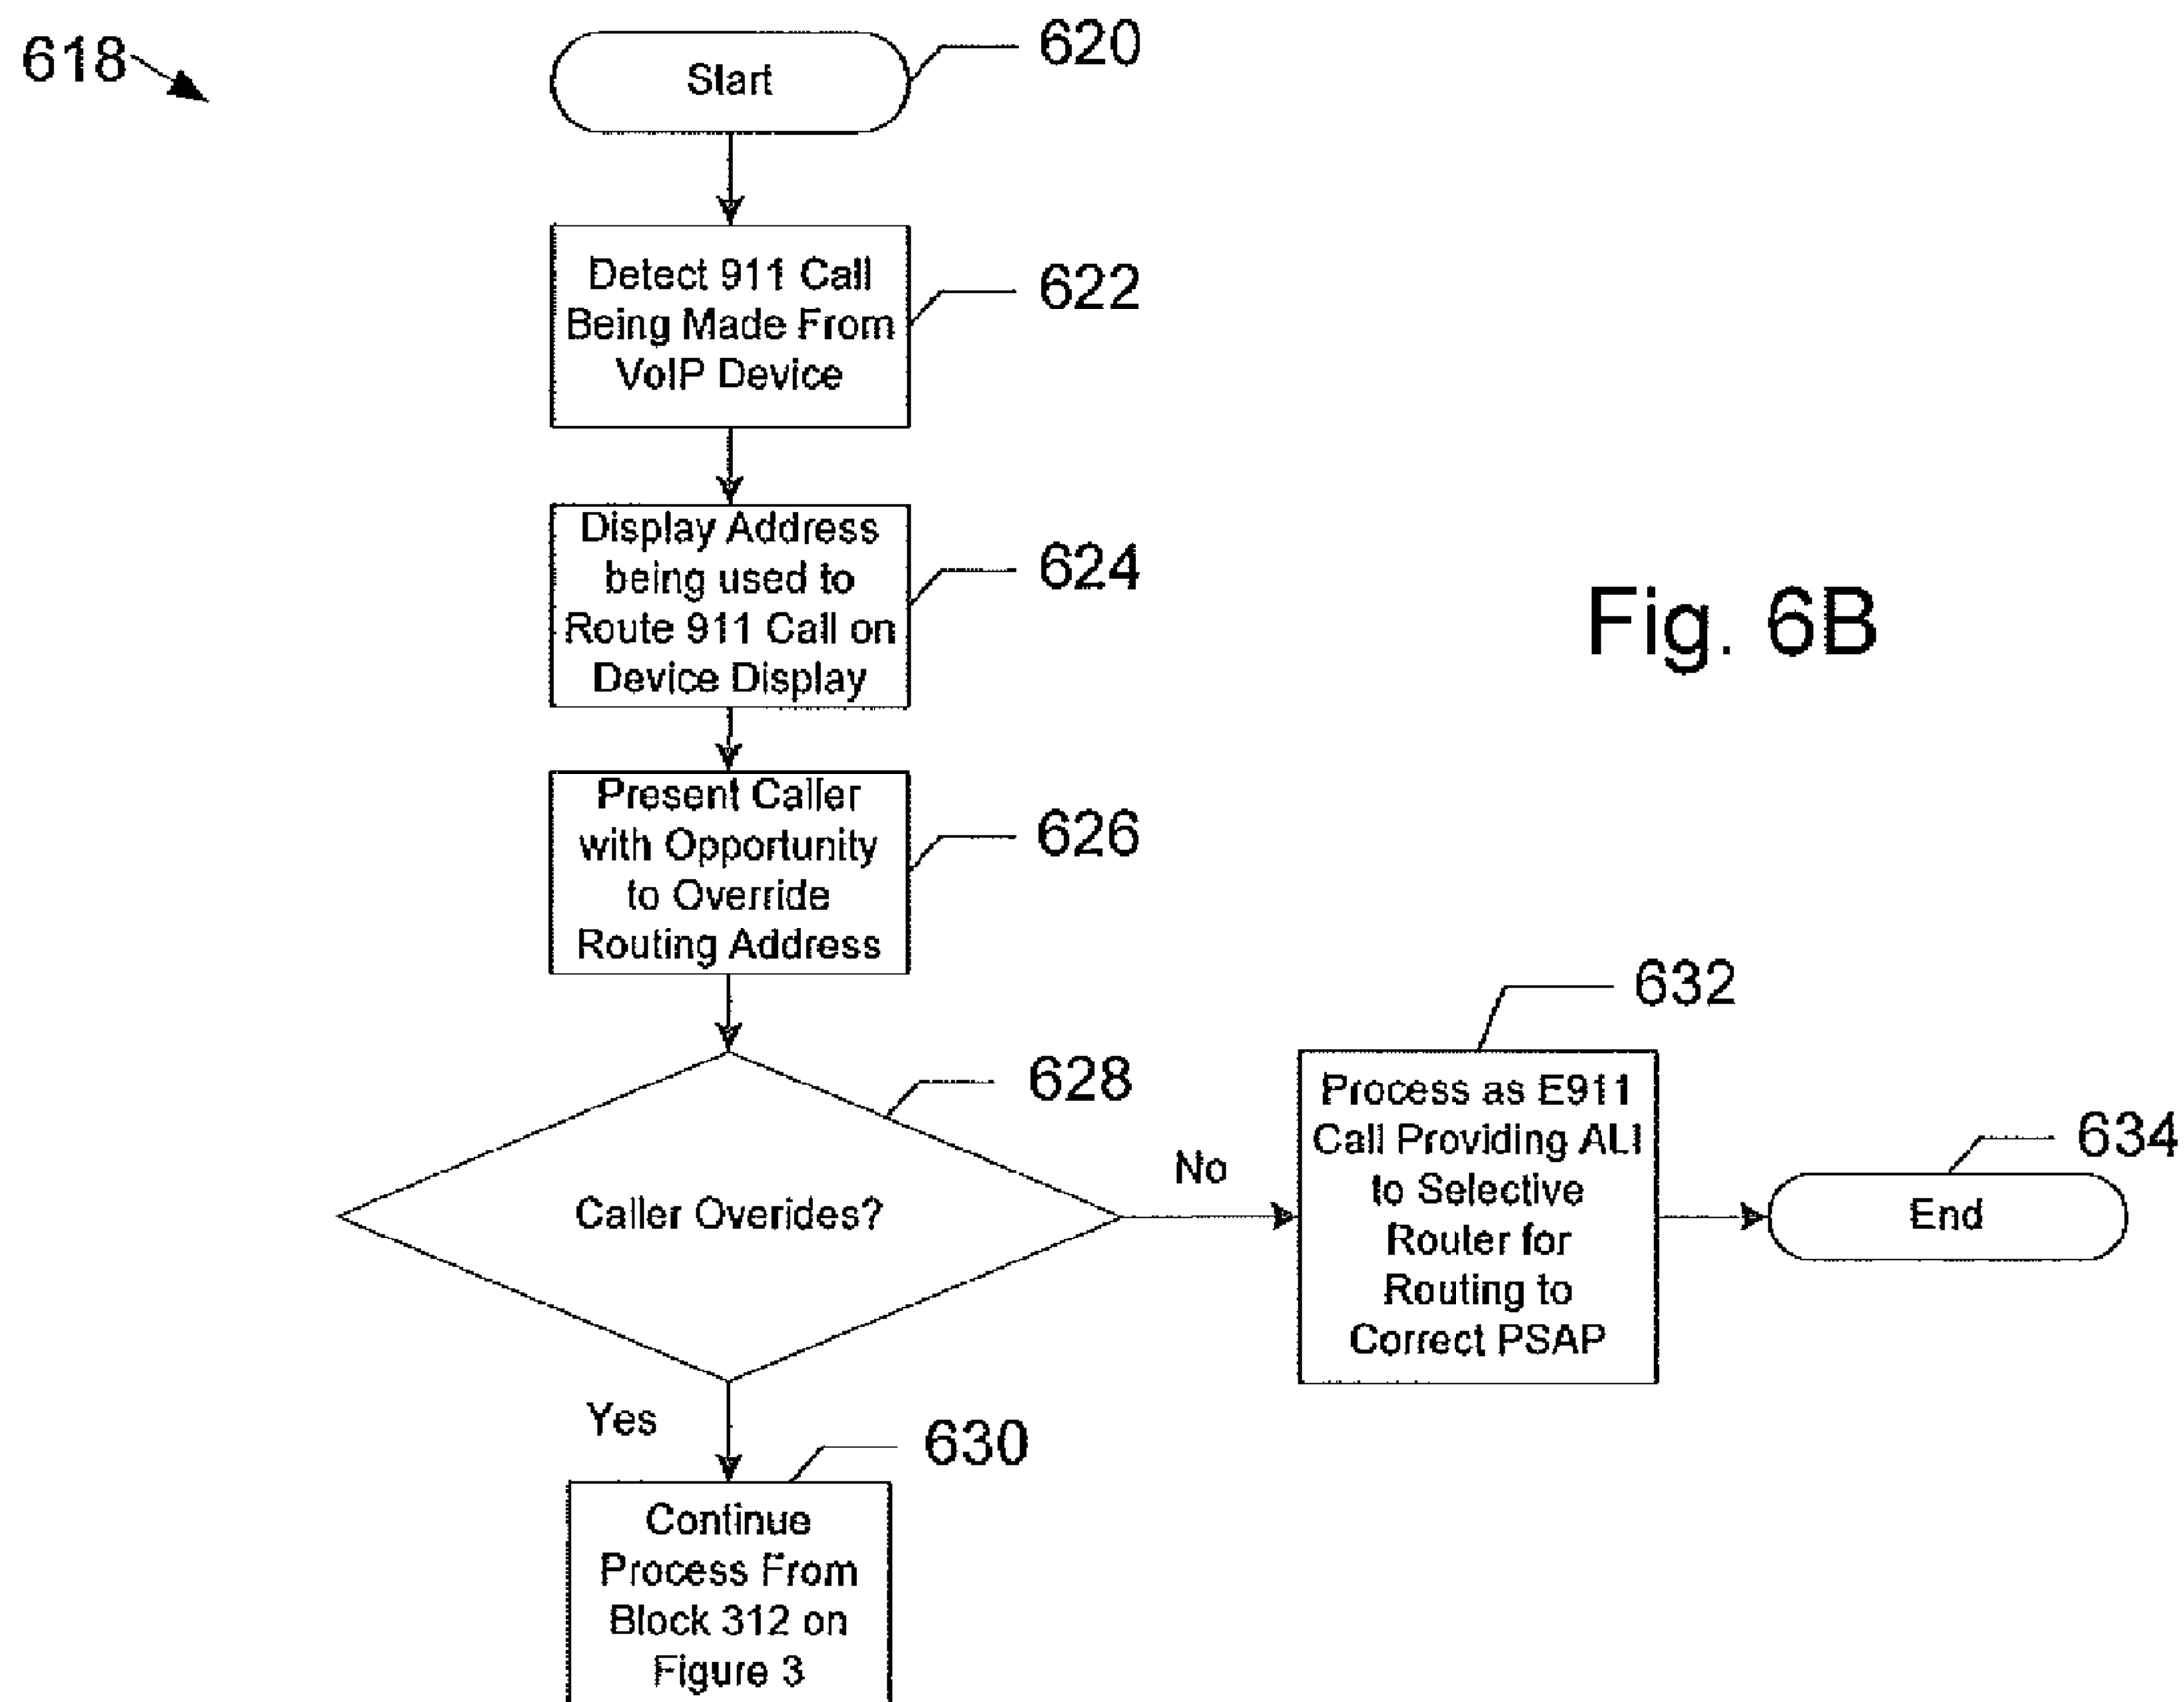 618
Start
620
Detect 911 Call
Being Made From
VoIP Device
622
Display Address
being used to
Route 911 Call on
Device Display
624
Fig. 6B
Present Caller
with Opportunity
to Override
Routing Address
626
Caller Overides?
628
No
Process as E911
Call Providing ALI
to Selective
Router for
Routing to
Correct PSAP
632
End
634
Yes
Continue
Process From
Block 312 on
Figure 3
630